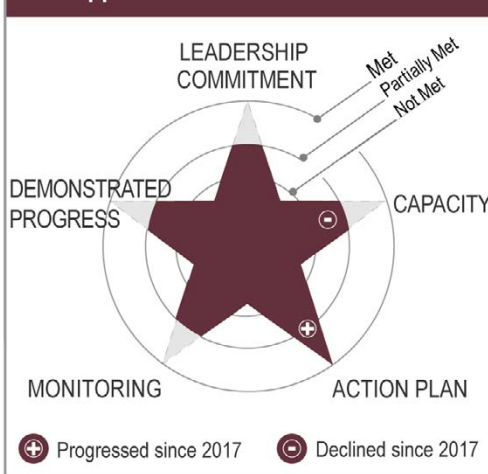 LEADERSHIP
COMMITMENT
Met
Partially Met
Not Met
DEMONSTRATED
PROGRESS
CAPACITY
MONITORING
ACTION PLAN
Progressed since 2017
Declined since 2017